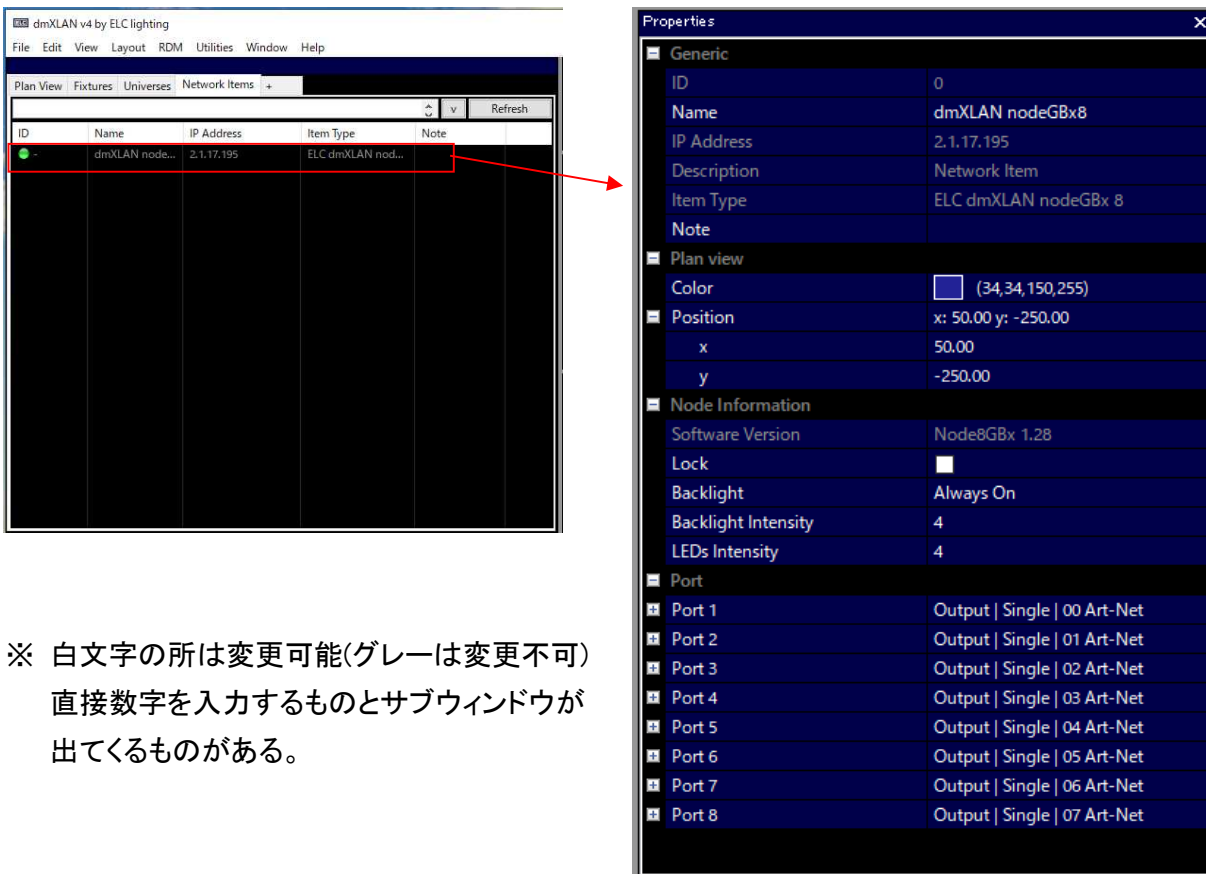 ELC dmXLAN v4 by ELC lighting
File Edit View Layout RDM Utilities Window Help
Plan View Fixtures Universes Network Items +
v Refresh
ID Name IP Address Item Type Note
- dmXLAN node... 2.1.17.195 ELC dmXLAN nod...
※ 白文字の所は変更可能(グレーは変更不可)
直接数字を入力するものとサブウィンドウが
出てくるものがある。
Properties ×
Generic
ID 0
Name dmXLAN nodeGBx8
IP Address 2.1.17.195
Description Network Item
Item Type ELC dmXLAN nodeGBx 8
Note
Plan view
Color (34,34,150,255)
Position x: 50.00 y: -250.00
x 50.00
y -250.00
Node Information
Software Version Node8GBx 1.28
Lock
Backlight Always On
Backlight Intensity 4
LEDs Intensity 4
Port
Port 1 Output | Single | 00 Art-Net
Port 2 Output | Single | 01 Art-Net
Port 3 Output | Single | 02 Art-Net
Port 4 Output | Single | 03 Art-Net
Port 5 Output | Single | 04 Art-Net
Port 6 Output | Single | 05 Art-Net
Port 7 Output | Single | 06 Art-Net
Port 8 Output | Single | 07 Art-Net